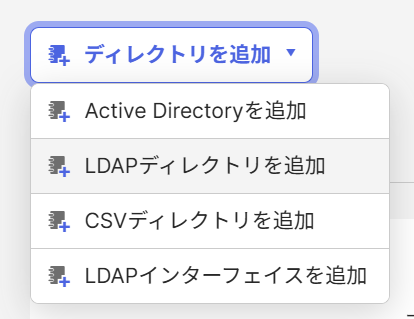 ディレクトリを追加
Active Directoryを追加
LDAPディレクトリを追加
CSVディレクトリを追加
LDAPインターフェイスを追加